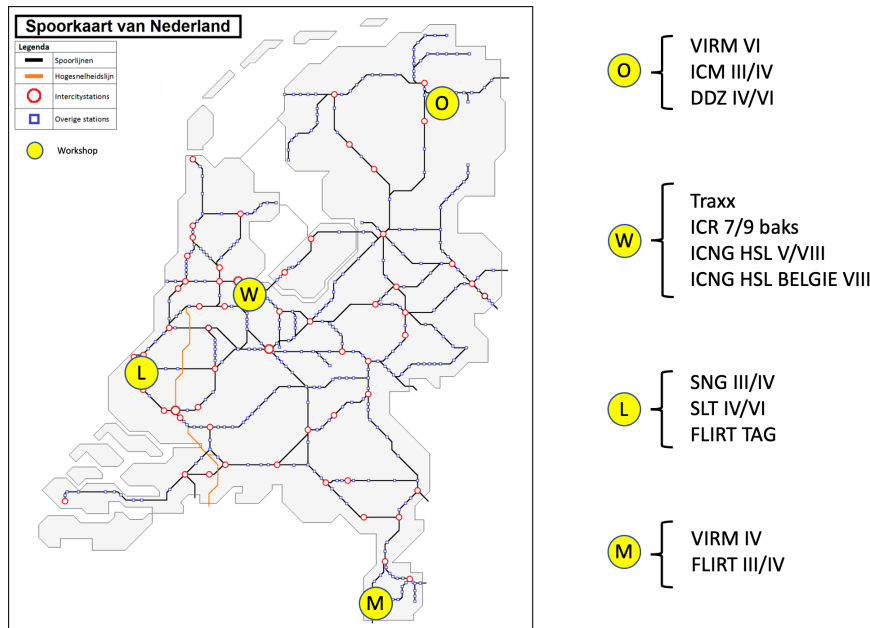 Spoorkaart van Nederland
Legenda
Spoorlijnen
Hogesnelheidslijn
Intercitystations
Overige stations
Workshop
O
W
L
M
O
VIRM VI
ICM III/IV
DDZ IV/VI
W
Traxx
ICR 7/9 baks
ICNG HSL V/VIII
ICNG HSL BELGIE VIII
L
SNG III/IV
SLT IV/VI
FLIRT TAG
M
VIRM IV
FLIRT III/IV